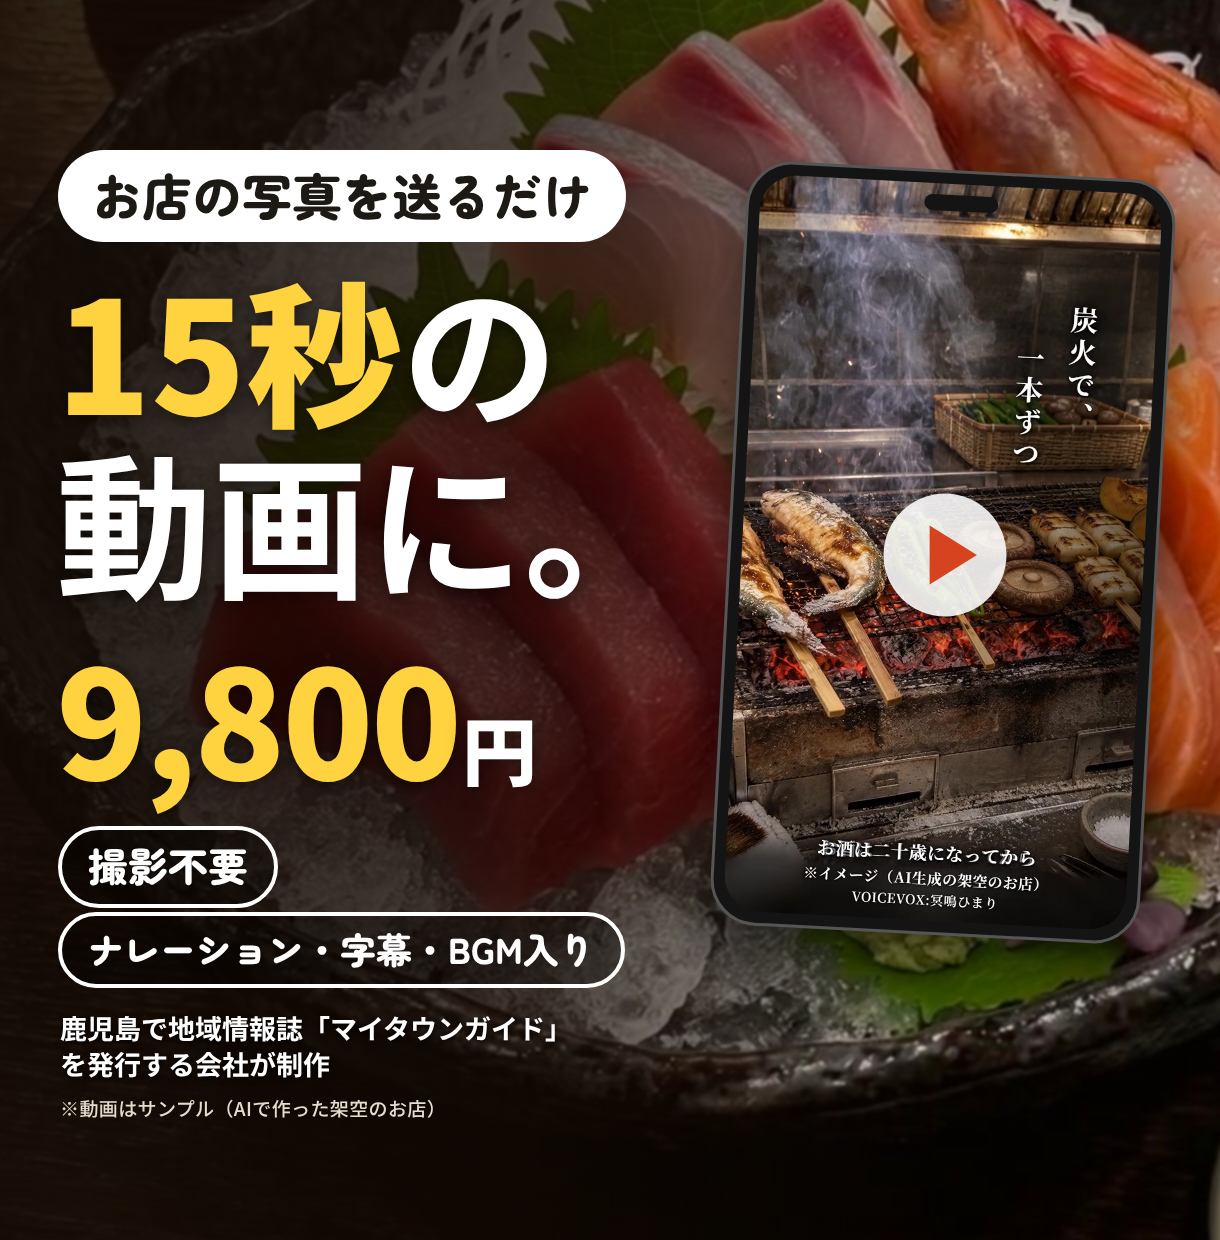 お店の写真を送るだけ
15秒の
動画に。
9,800円
撮影不要
ナレーション・字幕・BGM入り
鹿児島で地域情報誌「マイタウンガイド」
を発行する会社が制作
※動画はサンプル（AIで作った架空のお店）
炭火で、
一本ずつ
お酒は二十歳になってから
※イメージ（AI生成の架空のお店）
VOICEVOX:冥鳴ひまり